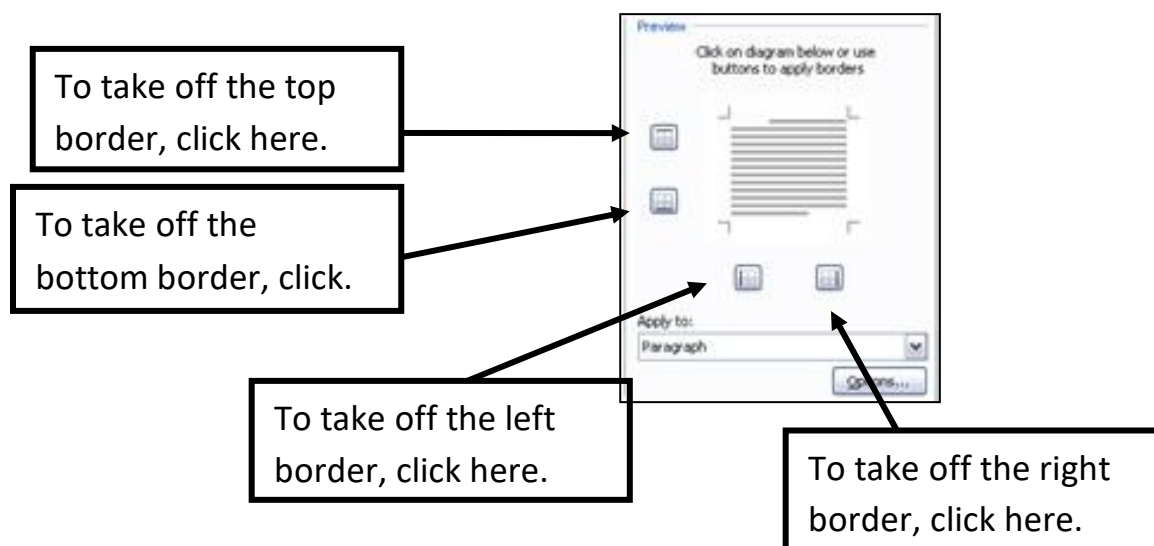 Preview
Click on diagram below or use
buttons to apply borders
To take off the top
border, click here.
To take off the
bottom border, click.
Apply to:
Paragraph
Options...
To take off the left
border, click here.
To take off the right
border, click here.